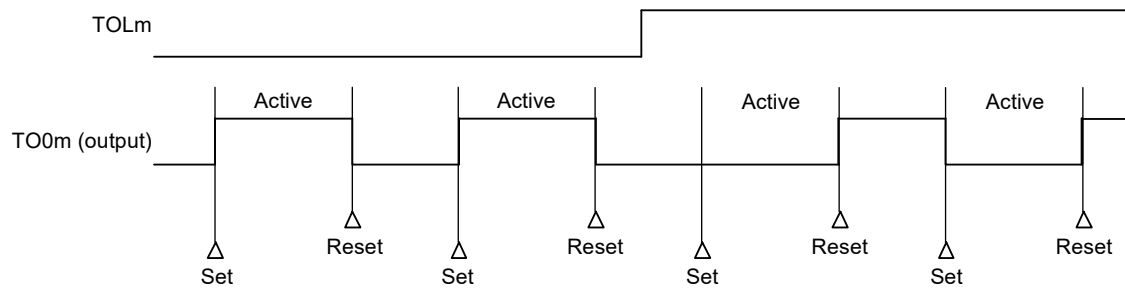 TOLm
Active Active Active Active
TO0m (output)
Reset Reset Reset Reset
Set Set Set Set